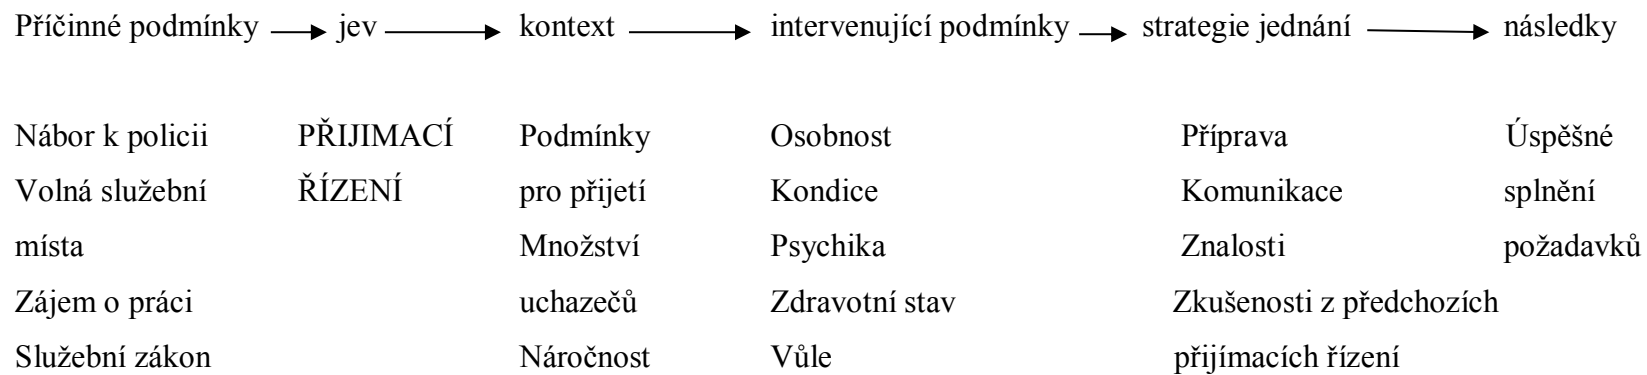 Příčinné podmínky jev kontext intervenující podmínky strategie jednání následky
Nábor k policii PŘIJIMACÍ Podmínky Osobnost Příprava Úspěšné
Volná služební ŘÍZENÍ pro přijetí Kondice Komunikace splnění
místa Množství Psychika Znalosti požadavků
Zájem o práci uchazečů Zdravotní stav Zkušenosti z předchozích
Služební zákon Náročnost Vůle přijímacích řízení